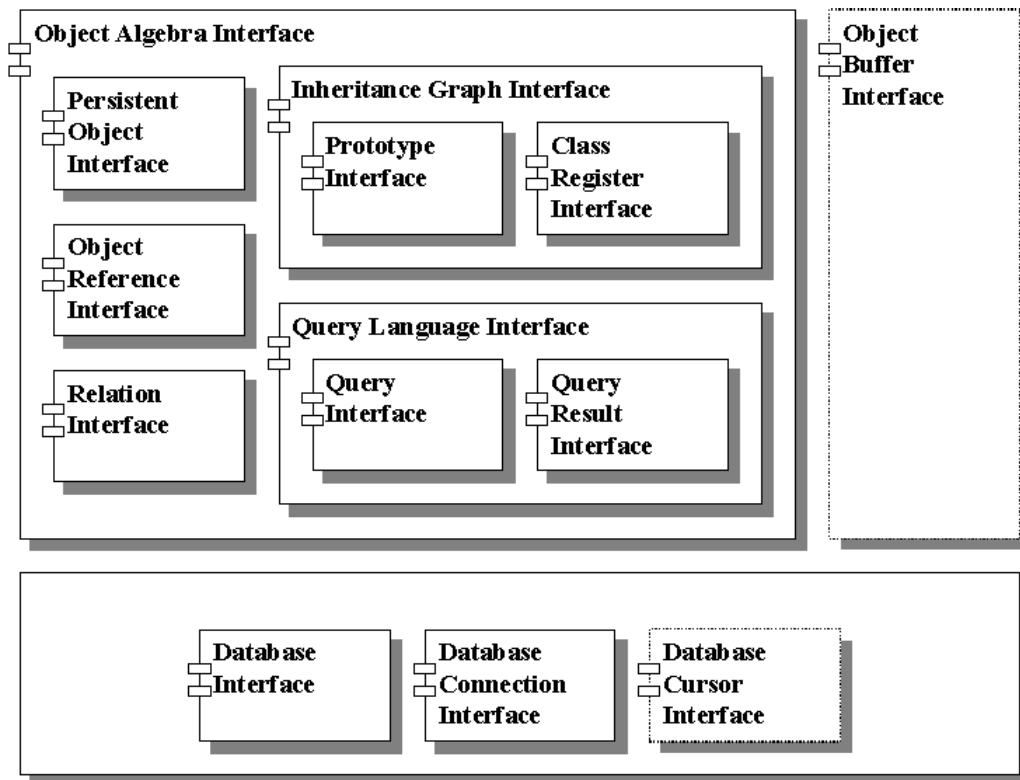 Object Algebra Interface
Persistent
Object
Interface
Object
Reference
Interface
Relation
Interface
Inheritance Graph Interface
Prototype
Interface
Class
Register
Interface
Query Language Interface
Query
Interface
Query
Result
Interface
Object
Buffer
Interface
Database
Interface
Database
Connection
Interface
Database
Cursor
Interface